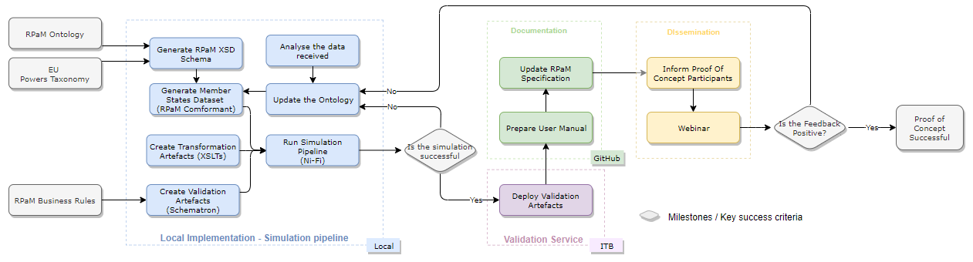 RPaM Ontology
EU
Powers Taxonomy
RPaM Business Rules
Generate RPaM XSD
Schema
Analyse the data
received
Generate Member
States Dataset
(RPaM Comformant)
Update the Ontology
Create Transformation
Artefacts (XSLTs)
Run Simulation
Pipeline
(Ni-Fi)
Create Validation
Artefacts
(Schematron)
Local Implementation - Simulation pipeline
Local
No
No
Is the simulation
successful
Yes
Documentation
Update RPaM
Specification
Prepare User Manual
GitHub
Deploy Validation
Artefacts
Validation Service
ITB
Dissemination
Inform Proof Of
Concept Participants
Webinar
Is the Feedback
Positive?
Yes
Proof of
Concept
Successful
Milestones / Key success criteria